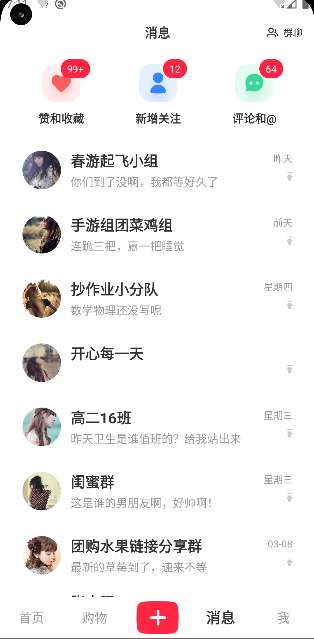 消息
群聊
99+
12
64
赞和收藏
新增关注
评论和@
春游起飞小组
昨天
你们到了没啊，我都等好久了
手游组团菜鸡组
前天
连跪三把，赢一把睡觉
抄作业小分队
星期四
数学物理还没写呢
开心每一天
高二16班
星期三
昨天卫生是谁值班的？给我站出来
闺蜜群
星期三
这是谁的男朋友啊，好帅啊！
团购水果链接分享群
03-08
最新的草莓到了，速来不等
首页
购物
消息
我